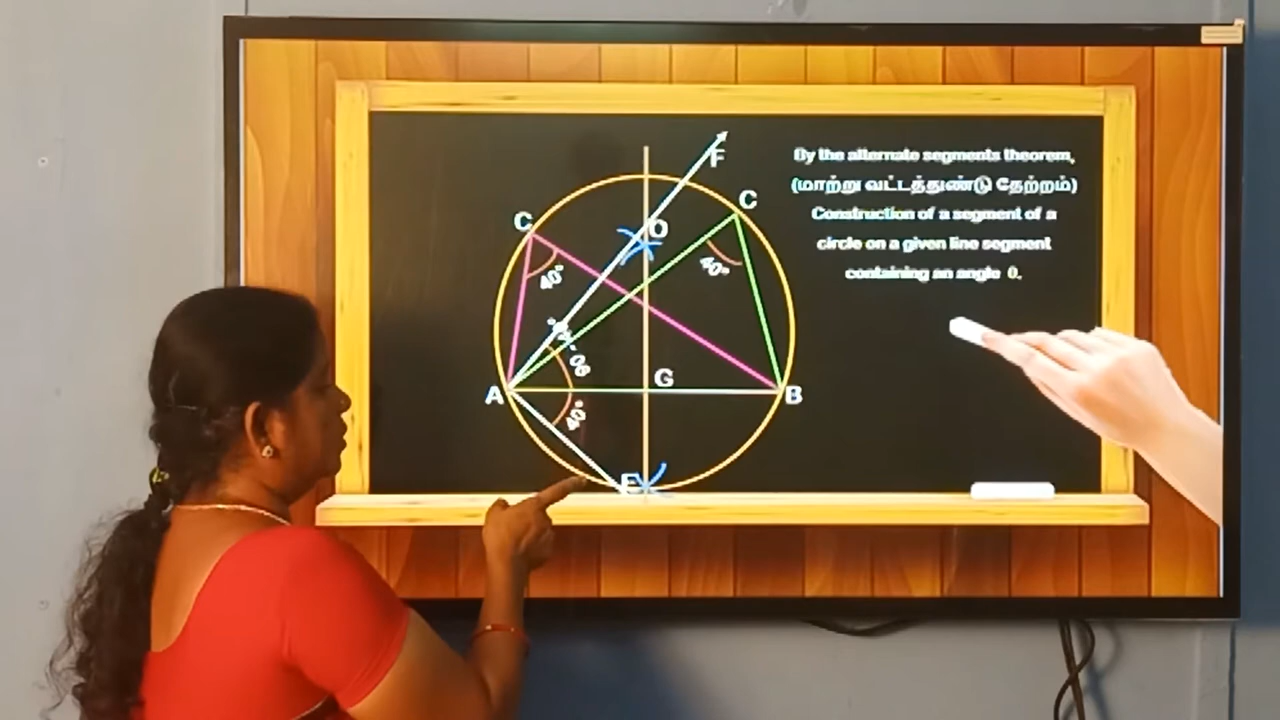 By the alternate segments theorem,
(மாற்று வட்டத்துண்டு தேற்றம்)
Construction of a segment of a
circle on a given line segment
containing an angle θ.
F
C
C
O
40°
40°
G
A
B
40°
E